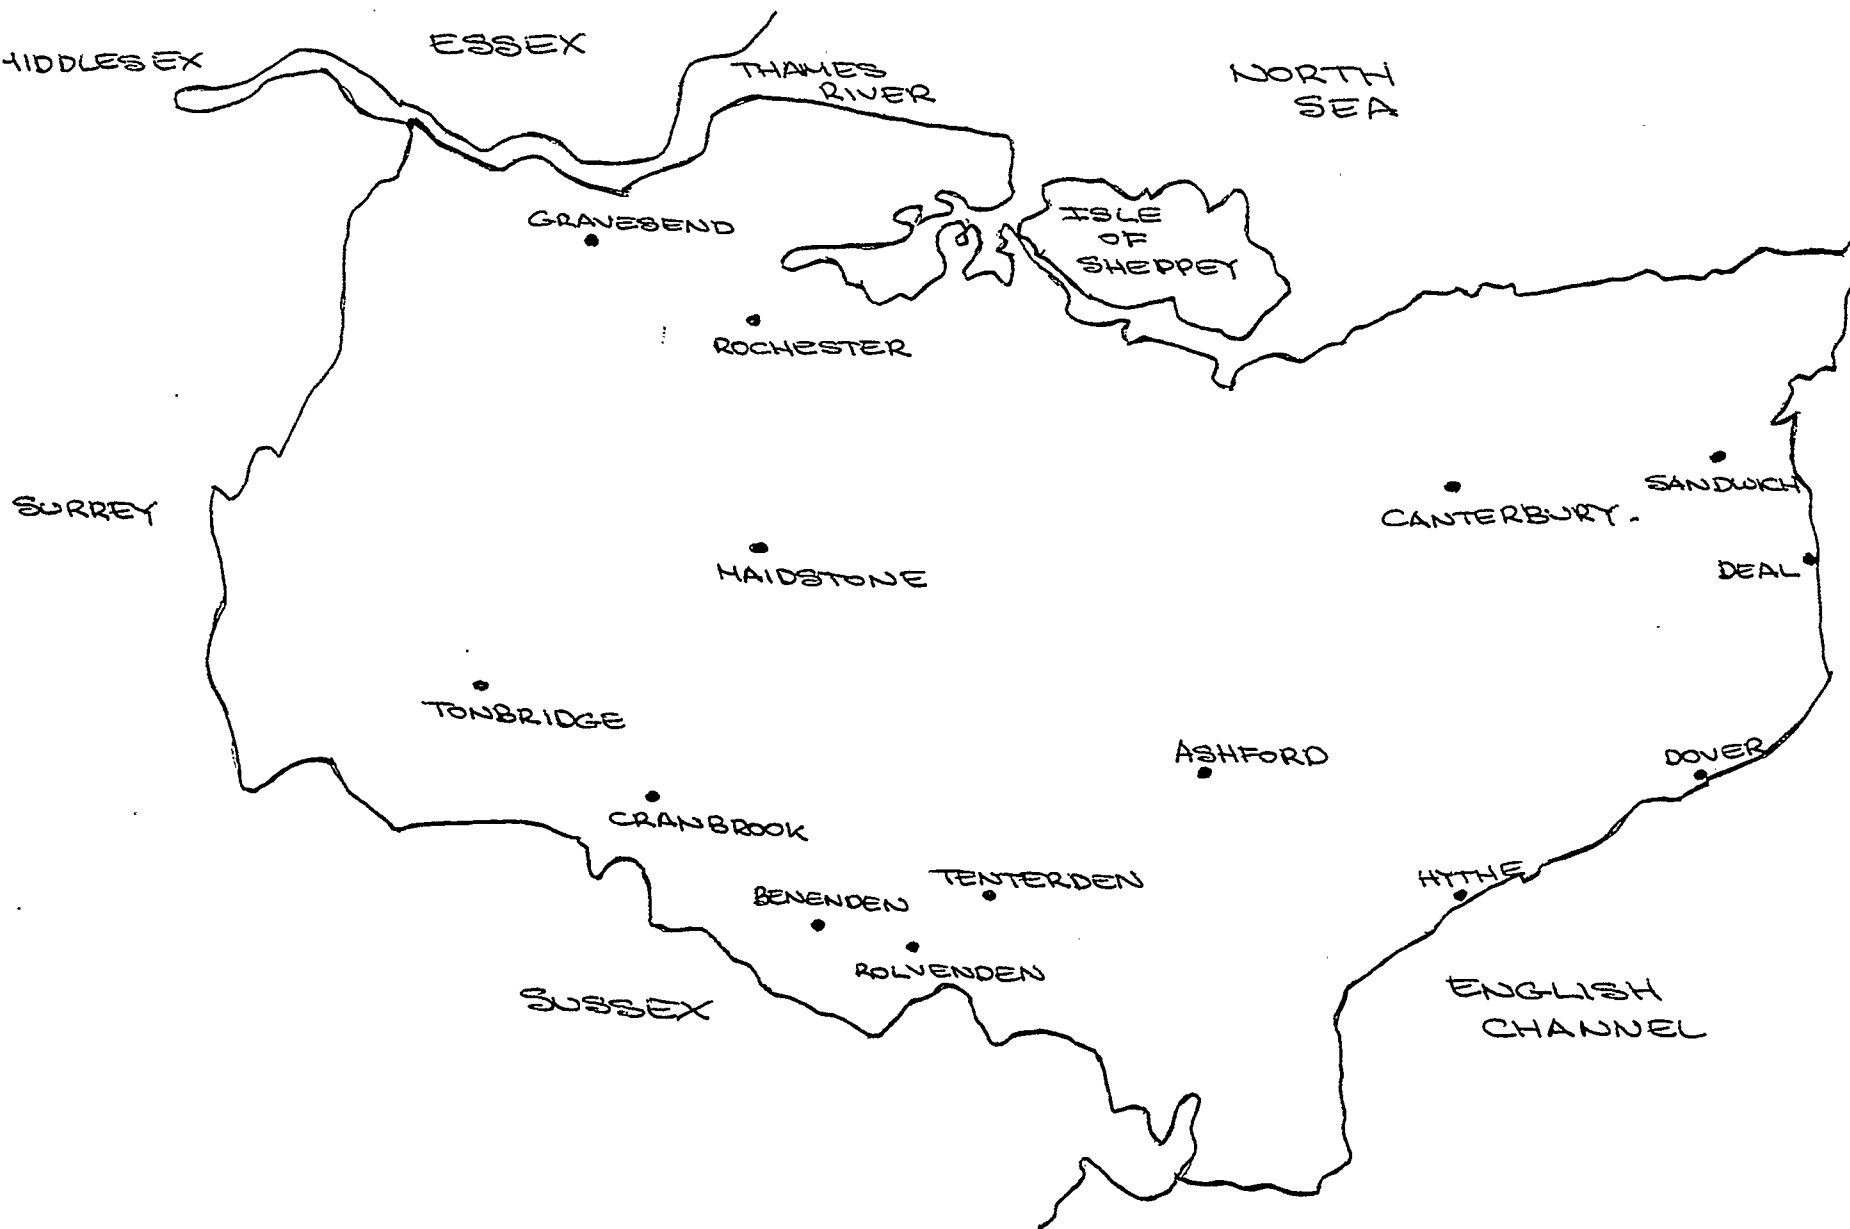 MIDDLESEX
ESSEX
THAMES
RIVER
NORTH
SEA
GRAVESEND
ISLE
OF
SHEPPEY
ROCHESTER
SURREY
SANDWICH
CANTERBURY.
MAIDSTONE
DEAL
TONBRIDGE
ASHFORD
DOVER
CRANBROOK
BENENDEN
TENTERDEN
HYTHE
ROLVENDEN
SUSSEX
ENGLISH
CHANNEL